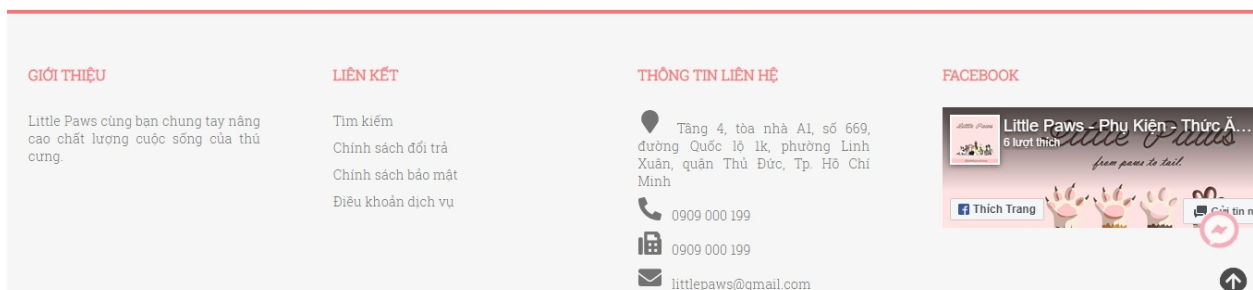 GIỚI THIỆU
Little Paws cùng bạn chung tay nâng
cao chất lượng cuộc sống của thú
cưng.
LIÊN KẾT
Tìm kiếm
Chính sách đổi trả
Chính sách bảo mật
Điều khoản dịch vụ
THÔNG TIN LIÊN HỆ
Tầng 4, tòa nhà A1, số 669,
đường Quốc lộ 1k, phường Linh
Xuân, quận Thủ Đức, Tp. Hồ Chí
Minh
0909 000 199
0909 000 199
littlepaws@gmail.com
FACEBOOK
Little Paws - Phụ Kiện - Thức Ă...
6 lượt thích
Little Paws
from paws to tail.
Little Paws
Thích Trang
Gửi tin n